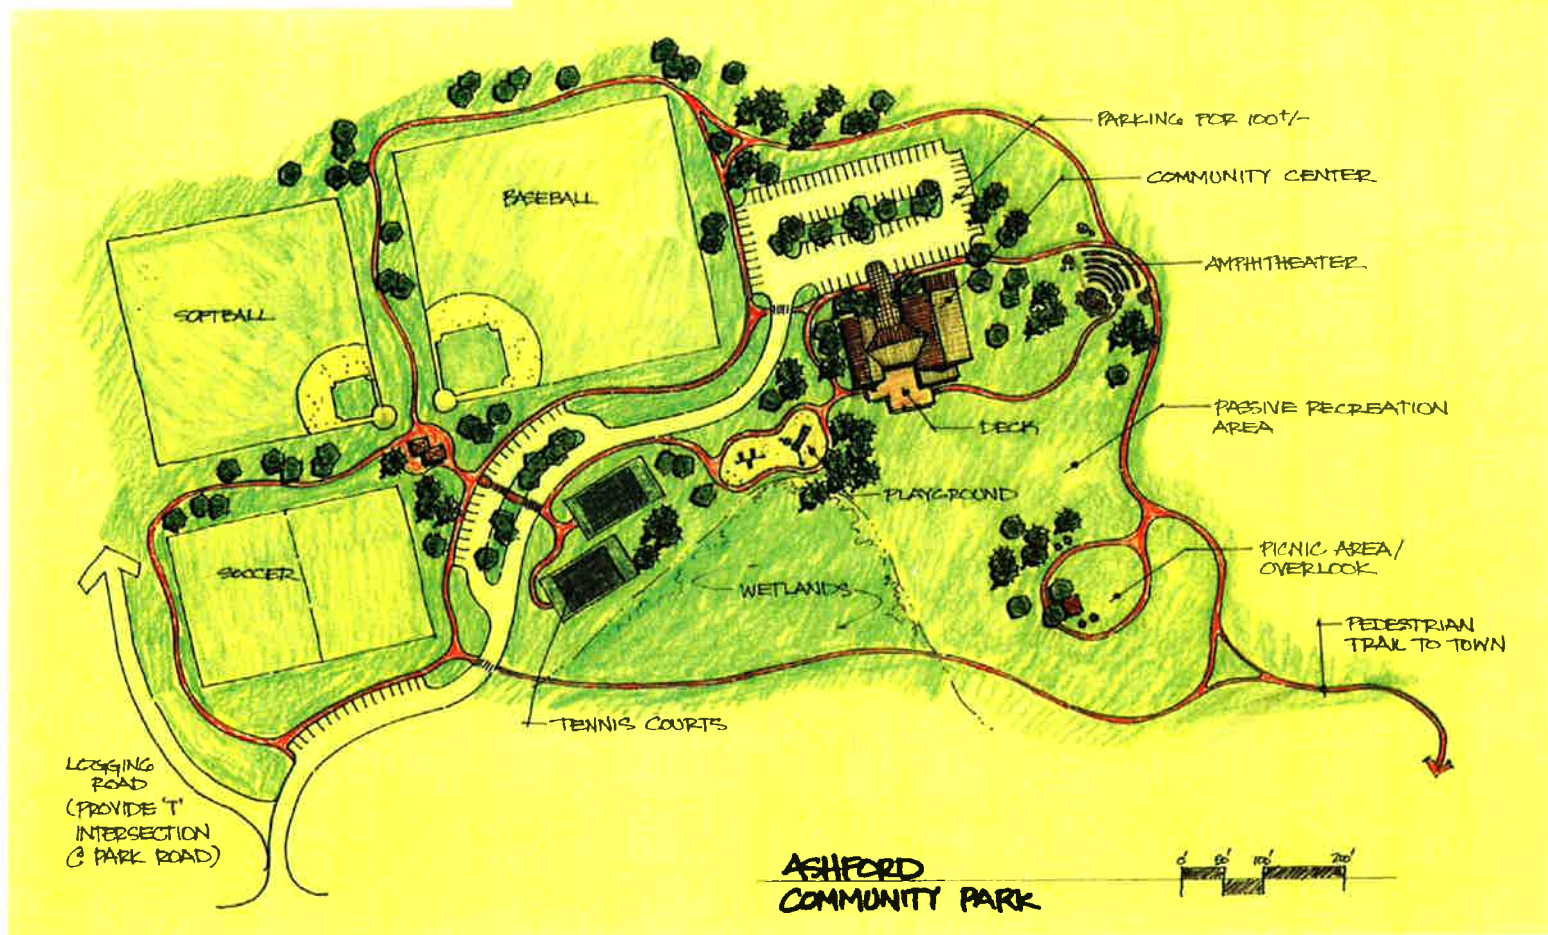 PARKING FOR 100+/-
COMMUNITY CENTER
AMPHITHEATER
BASEBALL
SOFTBALL
PASSIVE RECREATION
AREA
DECK
PLAYGROUND
SOCCER
WETLANDS
PICNIC AREA/
OVERLOOK
PEDESTRIAN
TRAIL TO TOWN
TENNIS COURTS
LOGGING
ROAD
(PROVIDE 'T'
INTERSECTION
@ PARK ROAD)
ASHFORD
COMMUNITY PARK
0' 50' 100' 200'